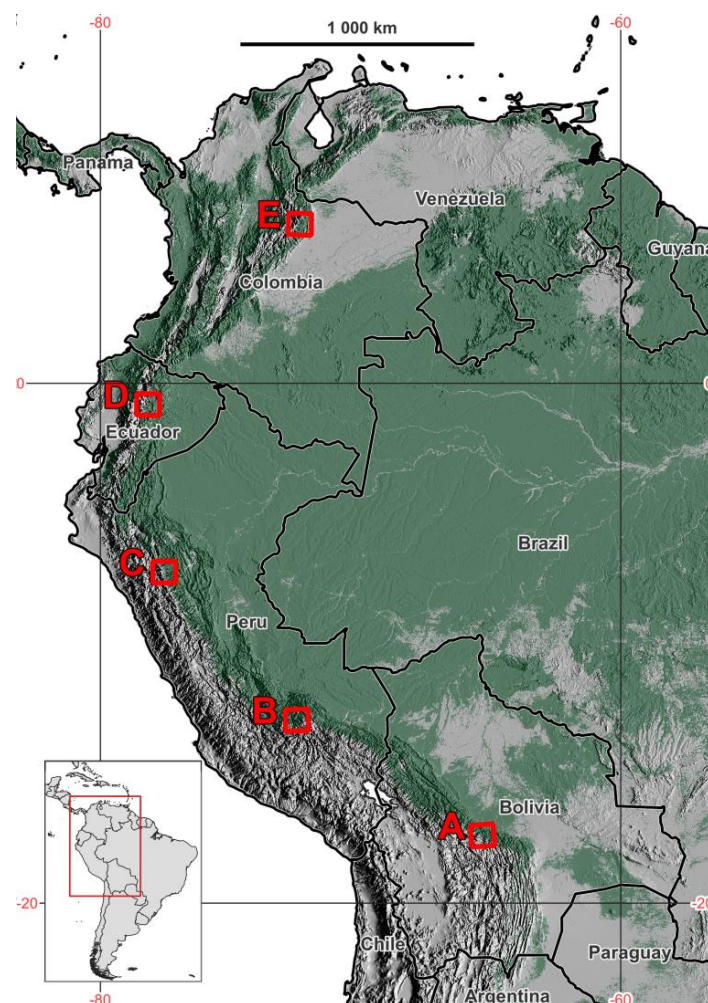 -80
-60
1 000 km
Panama
Venezuela
E
Guyana
Colombia
0
0
D
Ecuador
C
Brazil
Peru
B
A
Bolivia
-20
-20
Chile
Paraguay
Argentina
-80
-60